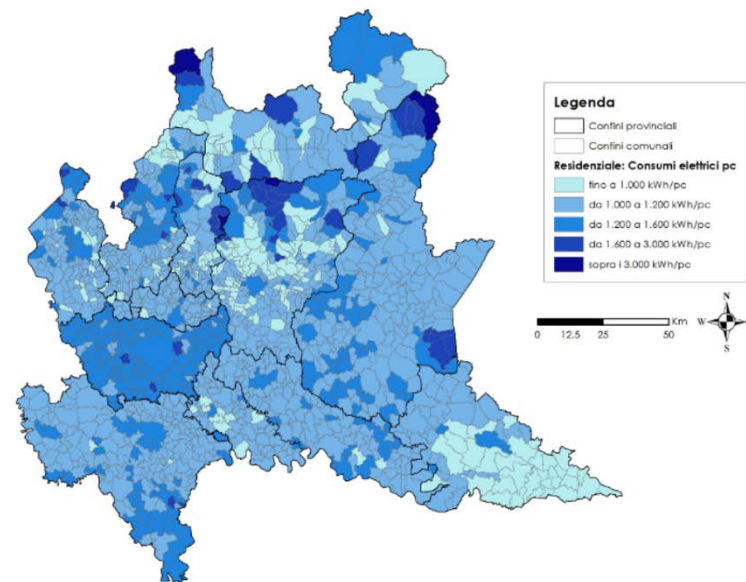 Legenda
Confini provinciali
Confini comunali
Residenziale: Consumi elettrici pc
fino a 1.000 kWh/pc
da 1.000 a 1.200 kWh/pc
da 1.200 a 1.600 kWh/pc
da 1.600 a 3.000 kWh/pc
sopra i 3.000 kWh/pc
Km
0 12.5 25 50
N
W E
S